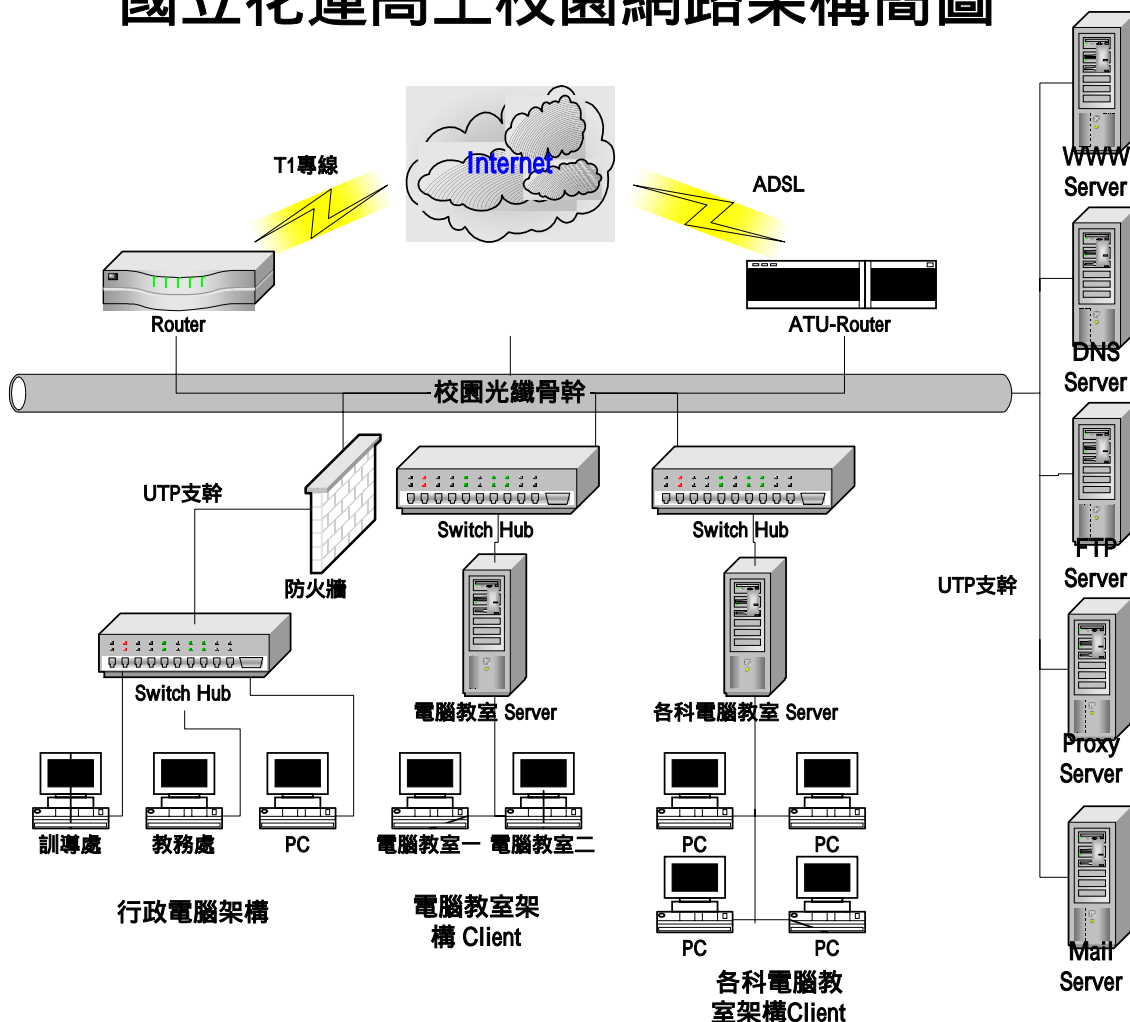 國立花蓮高工校園網路架構簡圖
Internet
T1專線
ADSL
Router
ATU-Router
校園光纖骨幹
UTP支幹
防火牆
Switch Hub
Switch Hub
Switch Hub
電腦教室 Server
各科電腦教室 Server
訓導處
教務處
PC
電腦教室一
電腦教室二
PC
PC
PC
PC
行政電腦架構
電腦教室架
構 Client
各科電腦教
室架構Client
UTP支幹
WWW
Server
DNS
Server
FTP
Server
Proxy
Server
Mail
Server